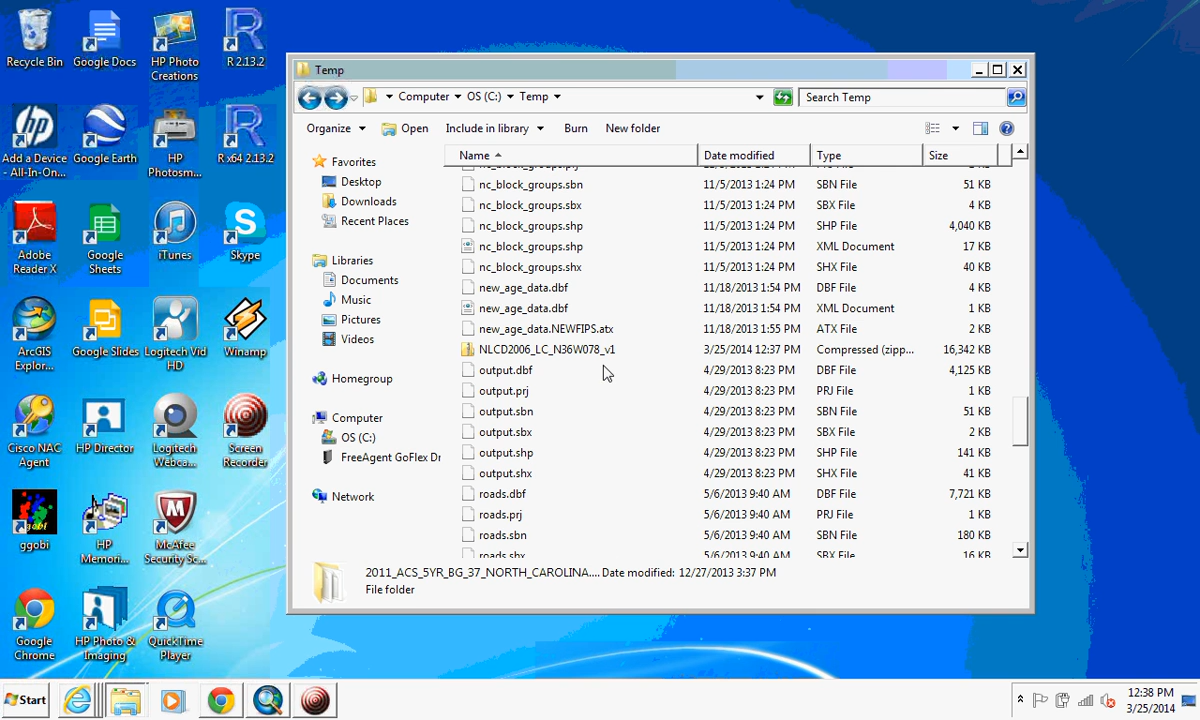 Recycle Bin
Google Docs
HP Photo
Creations
R 2.13.2
Add a Device
- All-In-On...
Google Earth
HP
Photosm...
R x64 2.13.2
Adobe
Reader X
Google
Sheets
iTunes
Skype
ArcGIS
Explor...
Google Slides
Logitech Vid
HD
Winamp
Cisco NAC
Agent
HP Director
Logitech
Webca...
Screen
Recorder
ggobi
HP
Memori...
McAfee
Security Sc...
Google
Chrome
HP Photo &
Imaging
QuickTime
Player
Temp
Computer OS (C:) Temp
Search Temp
Organize Open Include in library Burn New folder
Favorites
Desktop
Downloads
Recent Places
Libraries
Documents
Music
Pictures
Videos
Homegroup
Computer
OS (C:)
FreeAgent GoFlex Dr
Network
Name Date modified Type Size
nc_block_groups.sbn 11/5/2013 1:24 PM SBN File 51 KB
nc_block_groups.sbx 11/5/2013 1:24 PM SBX File 4 KB
nc_block_groups.shp 11/5/2013 1:24 PM SHP File 4,040 KB
nc_block_groups.shp 11/5/2013 1:24 PM XML Document 17 KB
nc_block_groups.shx 11/5/2013 1:24 PM SHX File 40 KB
new_age_data.dbf 11/18/2013 1:54 PM DBF File 4 KB
new_age_data.dbf 11/18/2013 1:54 PM XML Document 1 KB
new_age_data.NEWFIPS.atx 11/18/2013 1:55 PM ATX File 2 KB
NLCD2006_LC_N36W078_v1 3/25/2014 12:37 PM Compressed (zipp... 16,342 KB
output.dbf 4/29/2013 8:23 PM DBF File 4,125 KB
output.prj 4/29/2013 8:23 PM PRJ File 1 KB
output.sbn 4/29/2013 8:23 PM SBN File 51 KB
output.sbx 4/29/2013 8:23 PM SBX File 2 KB
output.shp 4/29/2013 8:23 PM SHP File 141 KB
output.shx 4/29/2013 8:23 PM SHX File 41 KB
roads.dbf 5/6/2013 9:40 AM DBF File 7,721 KB
roads.prj 5/6/2013 9:40 AM PRJ File 1 KB
roads.sbn 5/6/2013 9:40 AM SBN File 180 KB
5/6/2013 9:40 AM 16 KB
2011_ACS_5YR_BG_37_NORTH_CAROLINA.... Date modified: 12/27/2013 3:37 PM
File folder
Start
12:38 PM
3/25/2014